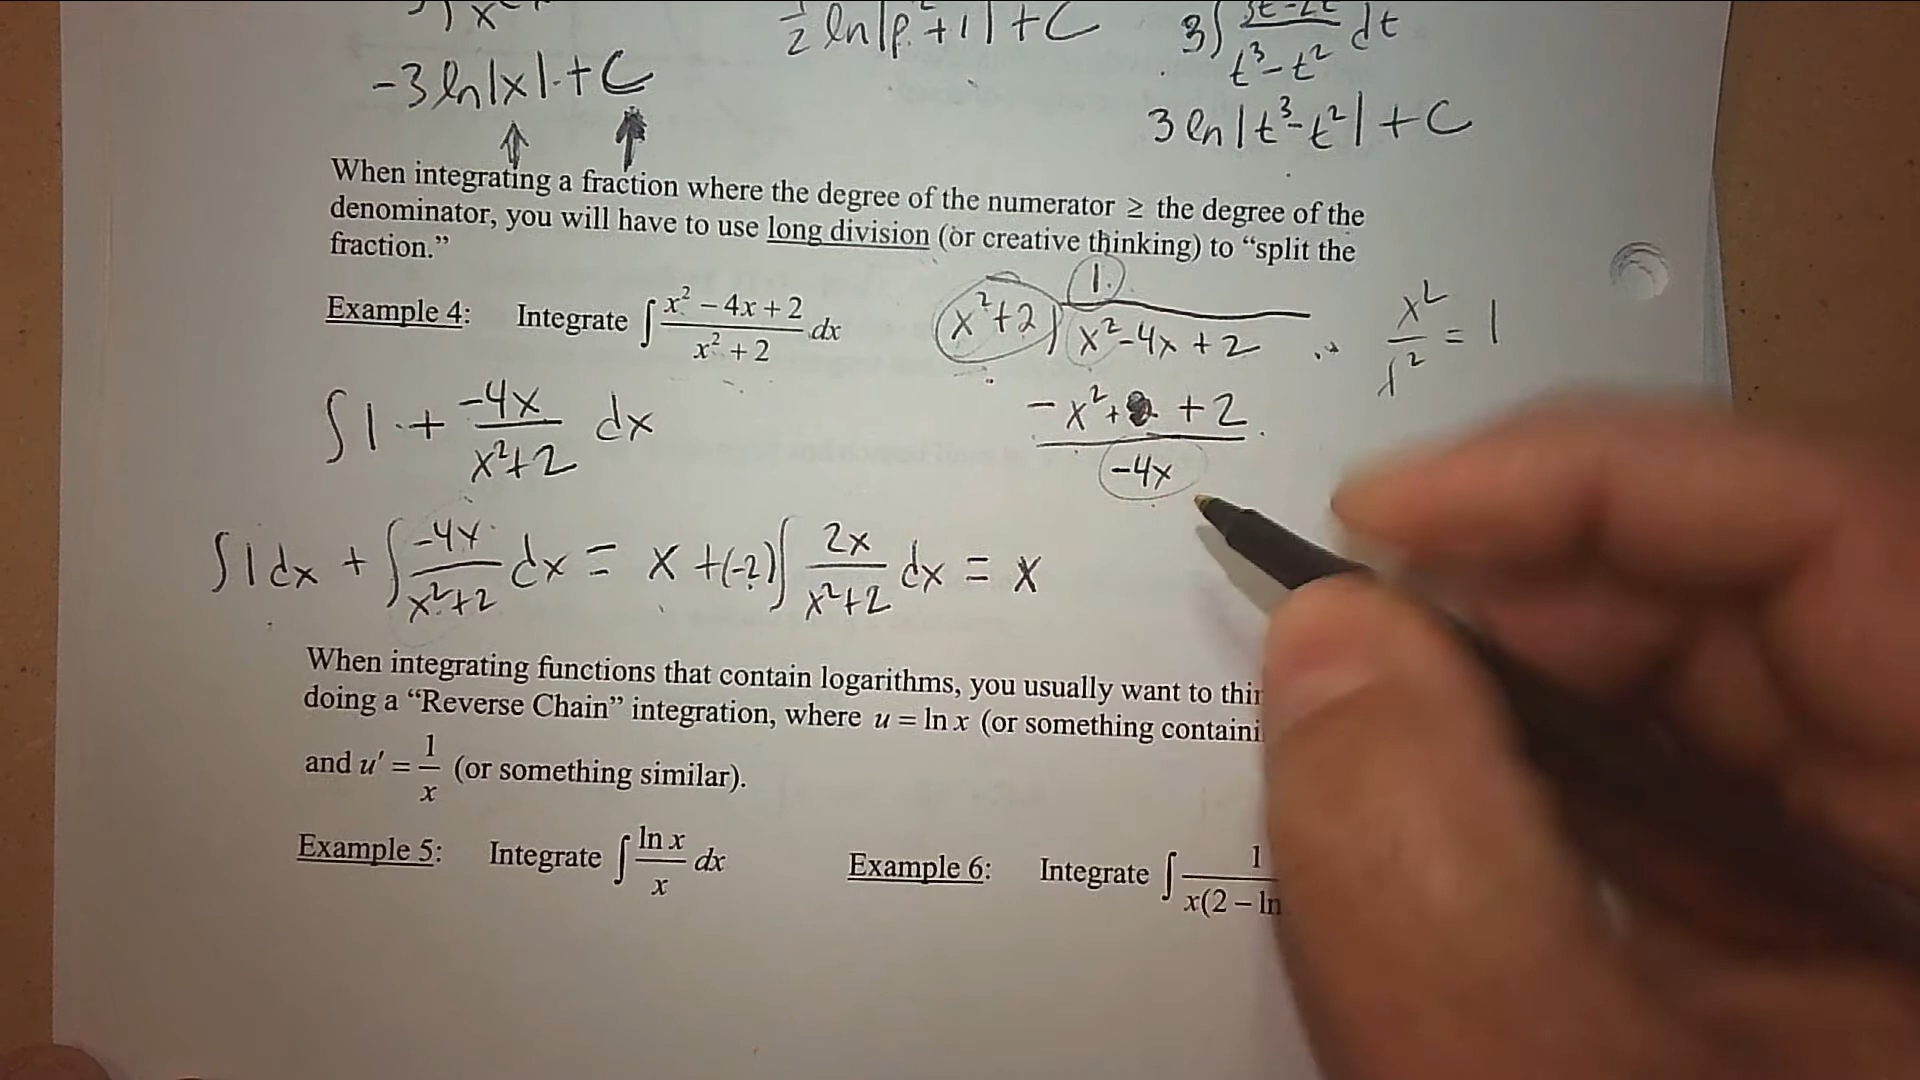 ½ ln|p²+1| + C
3∫ dt
t³-t²
-3 ln|x| + C
3 ln|t³-t²| + C
When integrating a fraction where the degree of the numerator ≥ the degree of the
denominator, you will have to use long division (or creative thinking) to “split the
fraction.”
Example 4: Integrate ∫ (x² − 4x + 2)/(x² + 2) dx
1
x²+2) x²-4x+2
x²/x² = 1
- x²+ +2
-4x
∫1 + -4x/(x²+2) dx
∫1dx + ∫ -4x/(x²+2) dx = x +(-2)∫ 2x/(x²+2) dx = x
When integrating functions that contain logarithms, you usually want to
doing a “Reverse Chain” integration, where u = ln x (or something
and u′ = 1/x (or something similar).
Example 5: Integrate ∫ (ln x)/x dx
Example 6: Integrate ∫ 1/x(2 − ln